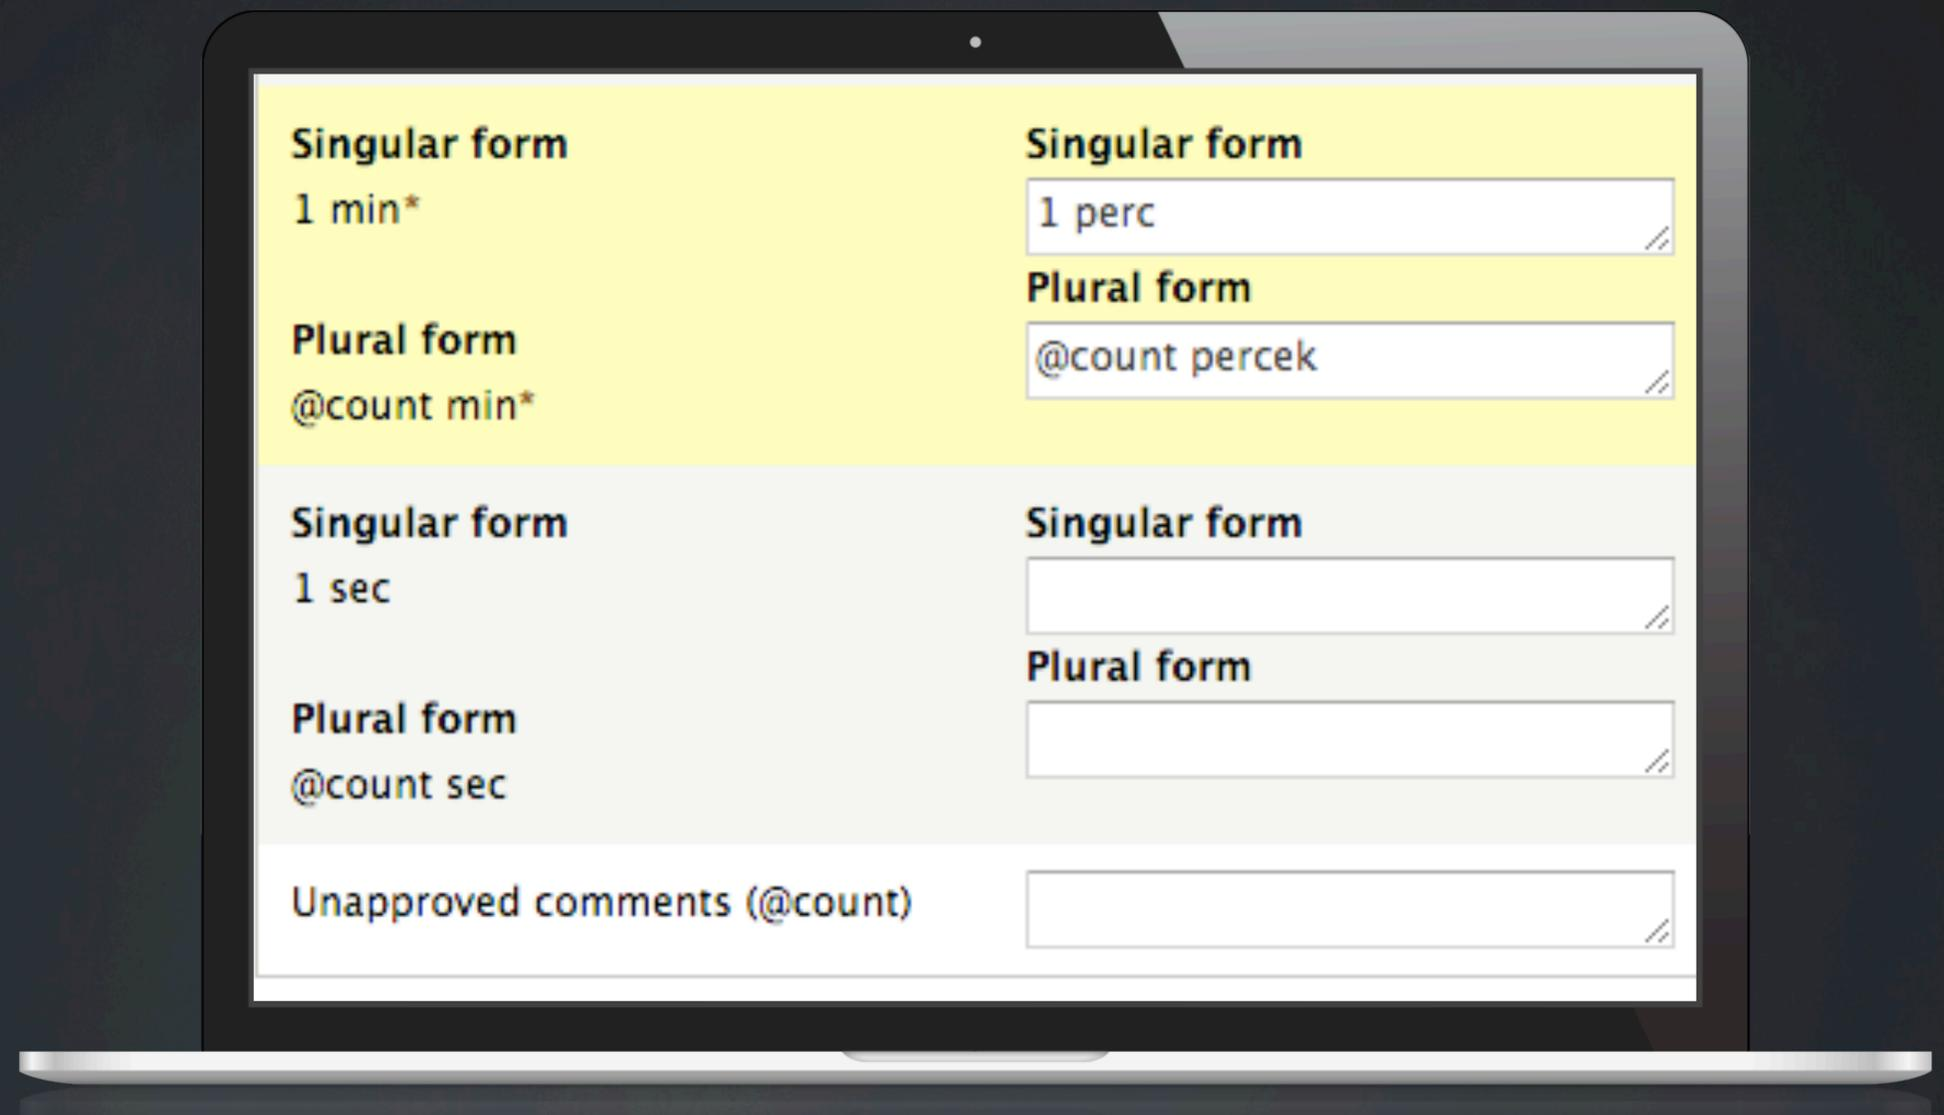 Singular form
1 min*
Plural form
@count min*
Singular form
1 perc
Plural form
@count percek
Singular form
1 sec
Plural form
@count sec
Singular form
Plural form
Unapproved comments (@count)